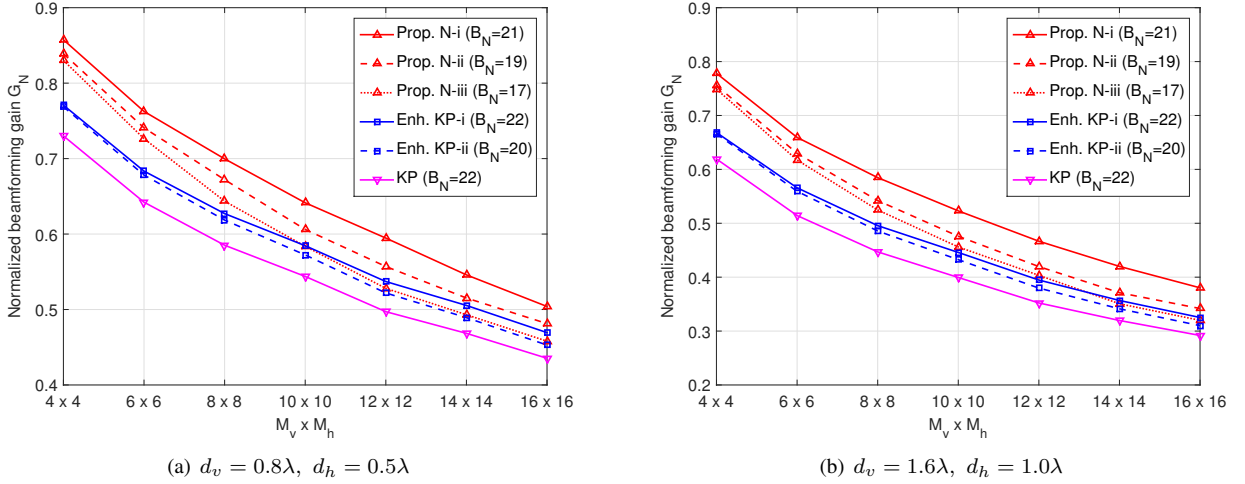 Normalized beamforming gain G_N
0.9
0.8
0.7
0.6
0.5
0.4
4 x 4 6 x 6 8 x 8 10 x 10 12 x 12 14 x 14 16 x 16
M_v x M_h
Prop. N-i (B_N=21)
Prop. N-ii (B_N=19)
Prop. N-iii (B_N=17)
Enh. KP-i (B_N=22)
Enh. KP-ii (B_N=20)
KP (B_N=22)
(a) d_v = 0.8λ, d_h = 0.5λ
Normalized beamforming gain G_N
0.9
0.8
0.7
0.6
0.5
0.4
0.3
0.2
4 x 4 6 x 6 8 x 8 10 x 10 12 x 12 14 x 14 16 x 16
M_v x M_h
Prop. N-i (B_N=21)
Prop. N-ii (B_N=19)
Prop. N-iii (B_N=17)
Enh. KP-i (B_N=22)
Enh. KP-ii (B_N=20)
KP (B_N=22)
(b) d_v = 1.6λ, d_h = 1.0λ